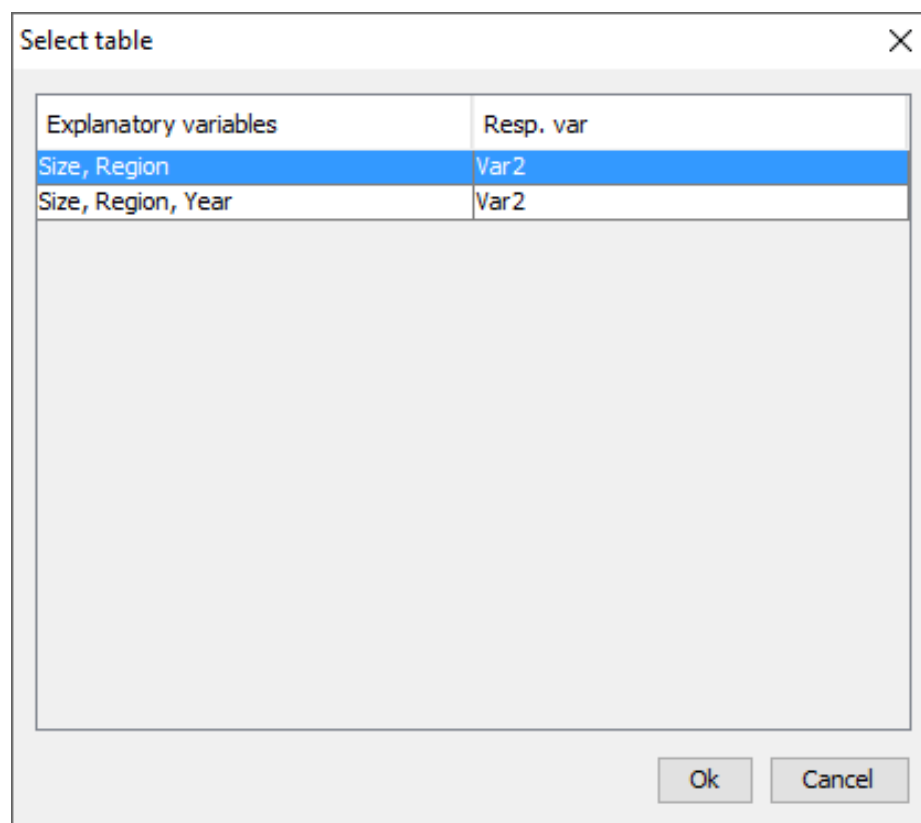 Select table
Explanatory variables Resp. var
Size, Region Var2
Size, Region, Year Var2
Ok Cancel